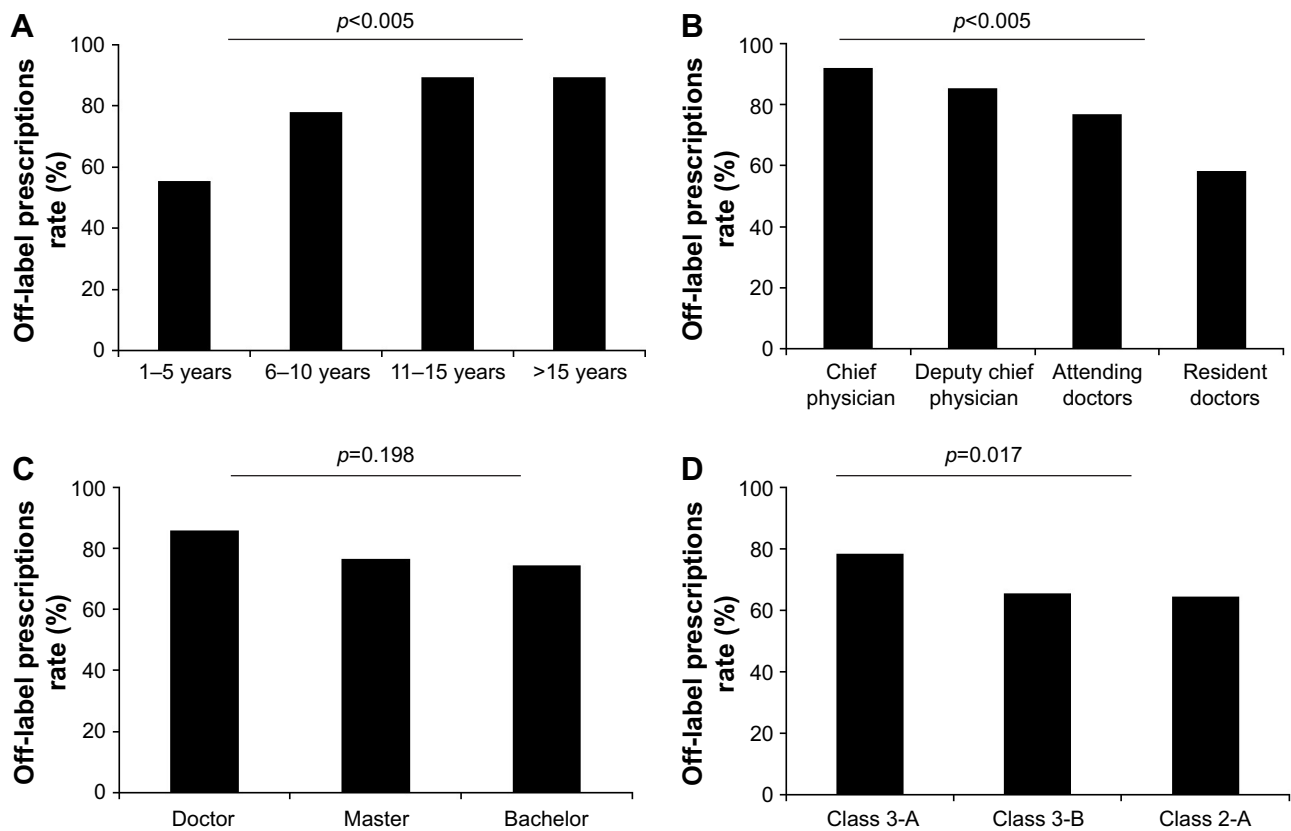 A
p<0.005
Off-label prescriptions
rate (%)
100
80
60
40
20
0
1–5 years
6–10 years
11–15 years
>15 years
B
p<0.005
Off-label prescriptions
rate (%)
100
80
60
40
20
0
Chief
physician
Deputy chief
physician
Attending
doctors
Resident
doctors
C
p=0.198
Off-label prescriptions
rate (%)
100
80
60
40
20
0
Doctor
Master
Bachelor
D
p=0.017
Off-label prescriptions
rate (%)
100
80
60
40
20
0
Class 3-A
Class 3-B
Class 2-A